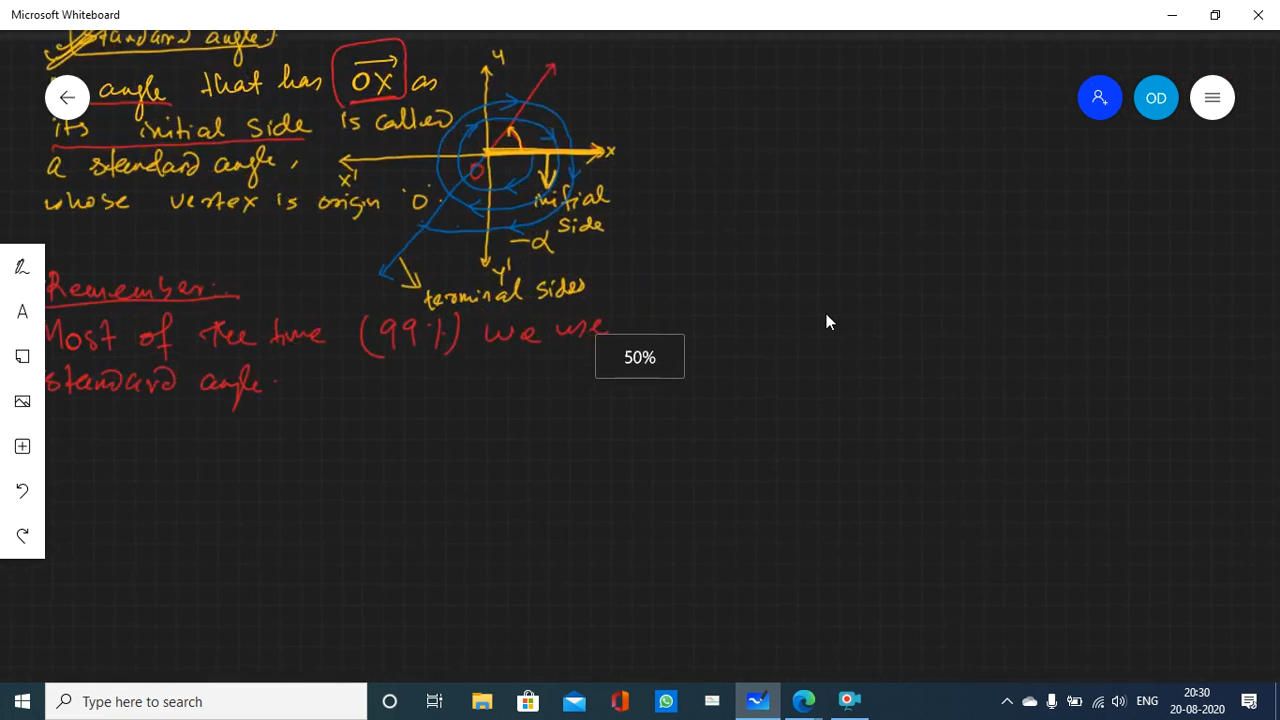 Microsoft Whiteboard
Standard angle.
angle that has OX as
its initial side is called
a standard angle,
whose vertex is origin 'O'.
Y
X
X'
O
initial
side
-α
Y'
terminal sides
Remember..
Most of the time (99%) we use
standard angle.
50%
OD
A
Type here to search
ENG
20:30
20-08-2020